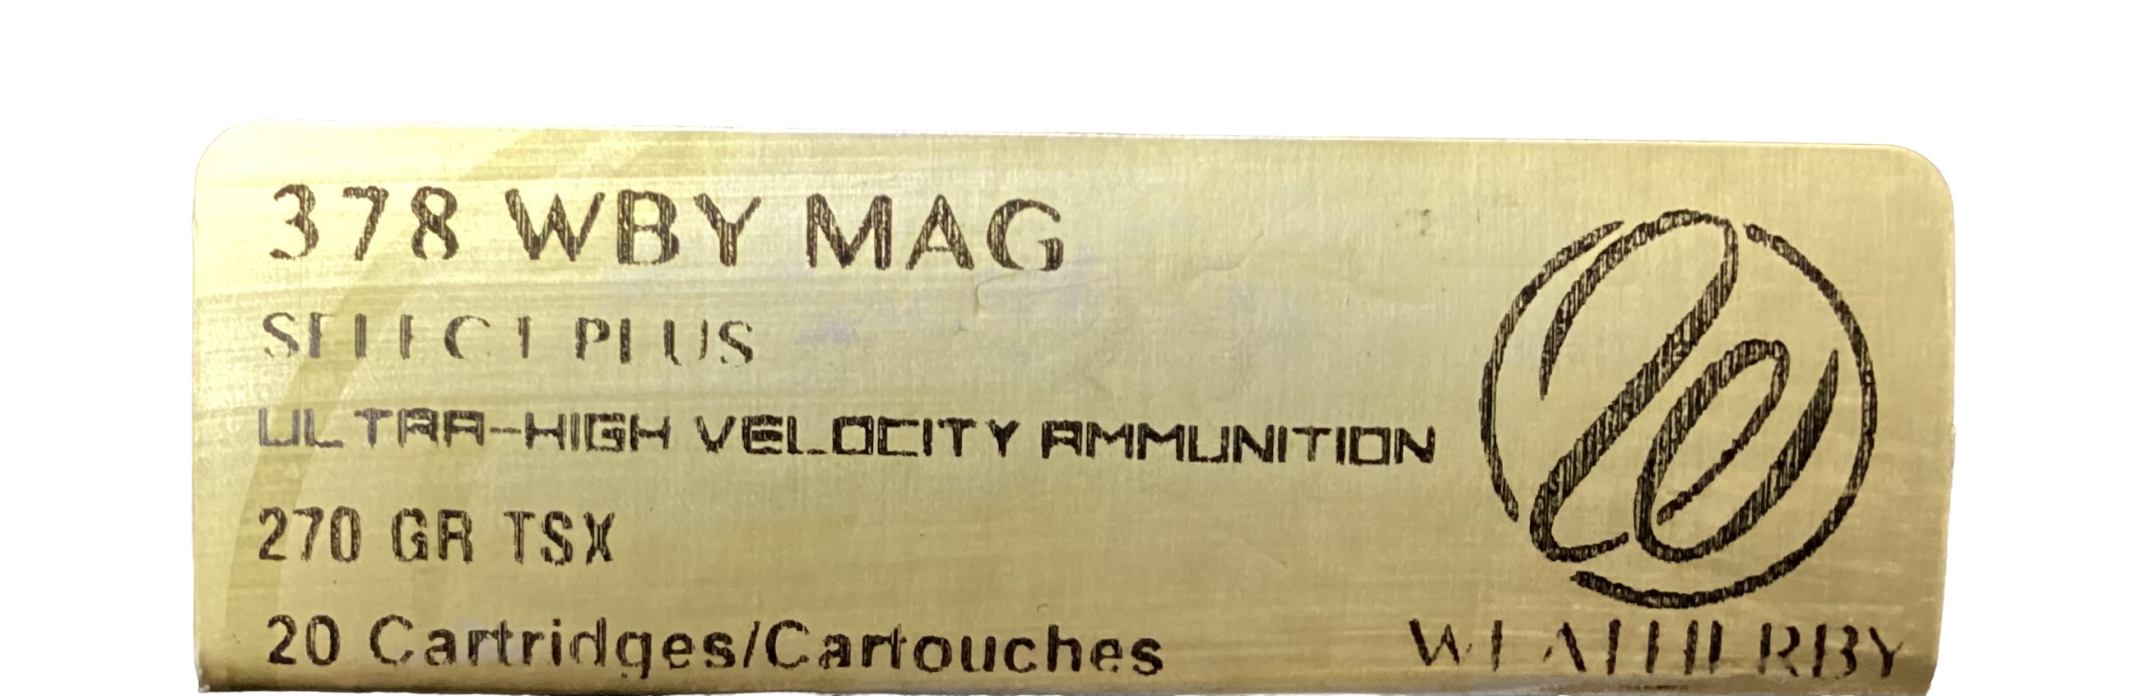 378 WBY MAG
SELECT PLUS
ULTRA-HIGH VELOCITY AMMUNITION
270 GR TSX
20 Cartridges/Cartouches
WEATHERBY